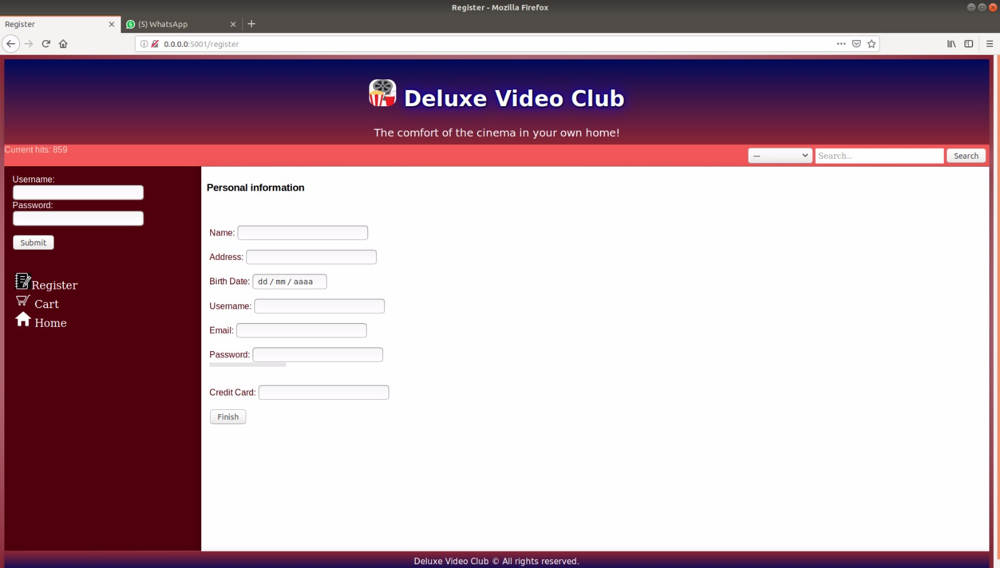 Register - Mozilla Firefox
Register
5 (5) WhatsApp
0.0.0.0:5001/register
Deluxe Video Club
The comfort of the cinema in your own home!
Current hits: 859
--- Search.. Search
Username:
Password:
Submit
Register
Cart
Home
Personal information
Name:
Address:
Birth Date: dd / mm / aaaa
Username:
Email:
Password:
Credit Card:
Finish
Deluxe Video Club © All rights reserved.